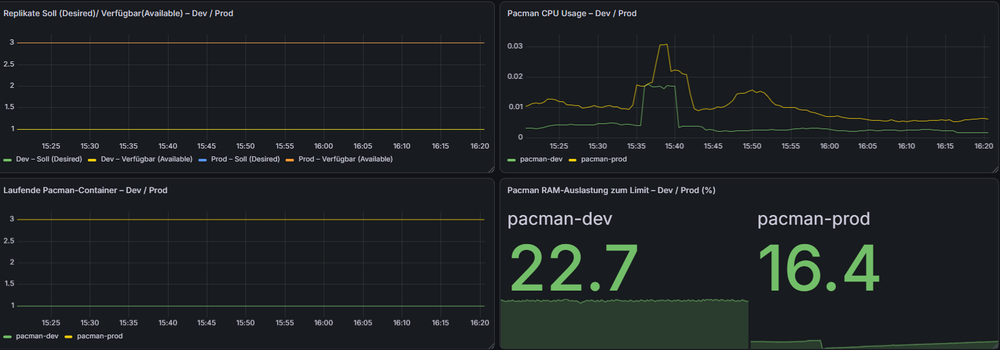 Replikate Soll (Desired)/ Verfügbar(Available) – Dev / Prod
3
2.5
2
1.5
1
15:25 15:30 15:35 15:40 15:45 15:50 15:55 16:00 16:05 16:10 16:15 16:20
Dev – Soll (Desired) Dev – Verfügbar (Available) Prod – Soll (Desired) Prod – Verfügbar (Available)
Pacman CPU Usage – Dev / Prod
0.03
0.02
0.01
0
15:25 15:30 15:35 15:40 15:45 15:50 15:55 16:00 16:05 16:10 16:15 16:20
pacman-dev pacman-prod
Laufende Pacman-Container – Dev / Prod
3
2.5
2
1.5
1
15:25 15:30 15:35 15:40 15:45 15:50 15:55 16:00 16:05 16:10 16:15 16:20
pacman-dev pacman-prod
Pacman RAM-Auslastung zum Limit – Dev / Prod (%)
pacman-dev pacman-prod
22.7 16.4